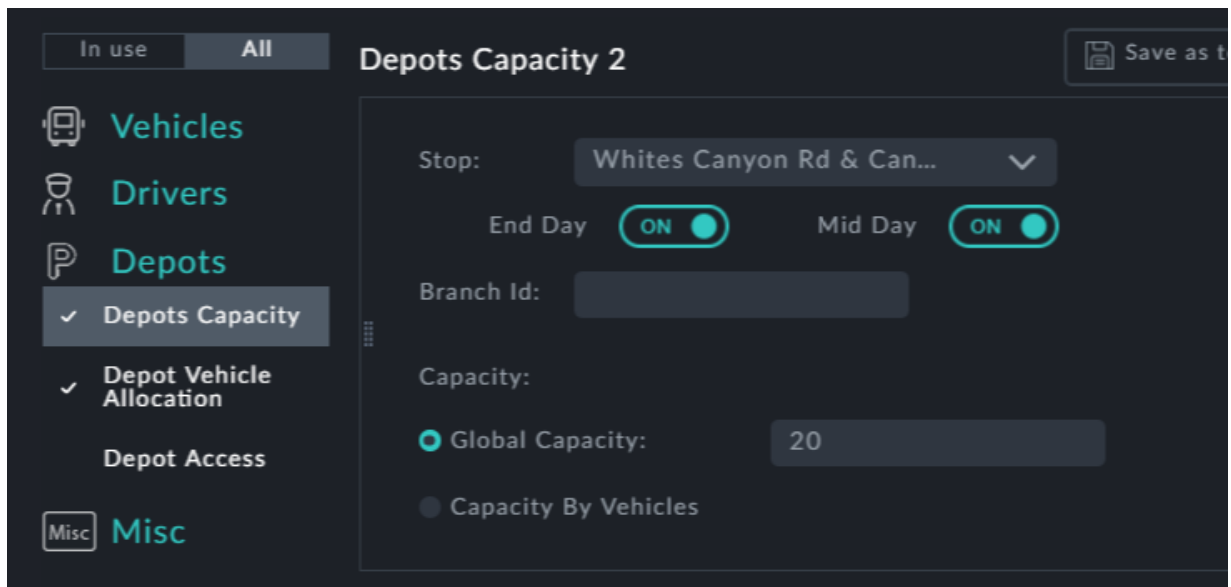 In use All
Depots Capacity 2
Save as
Vehicles
Drivers
Depots
Depots Capacity
Depot Vehicle
Allocation
Depot Access
Misc Misc
Stop: Whites Canyon Rd & Can...
End Day ON Mid Day ON
Branch Id:
Capacity:
Global Capacity: 20
Capacity By Vehicles